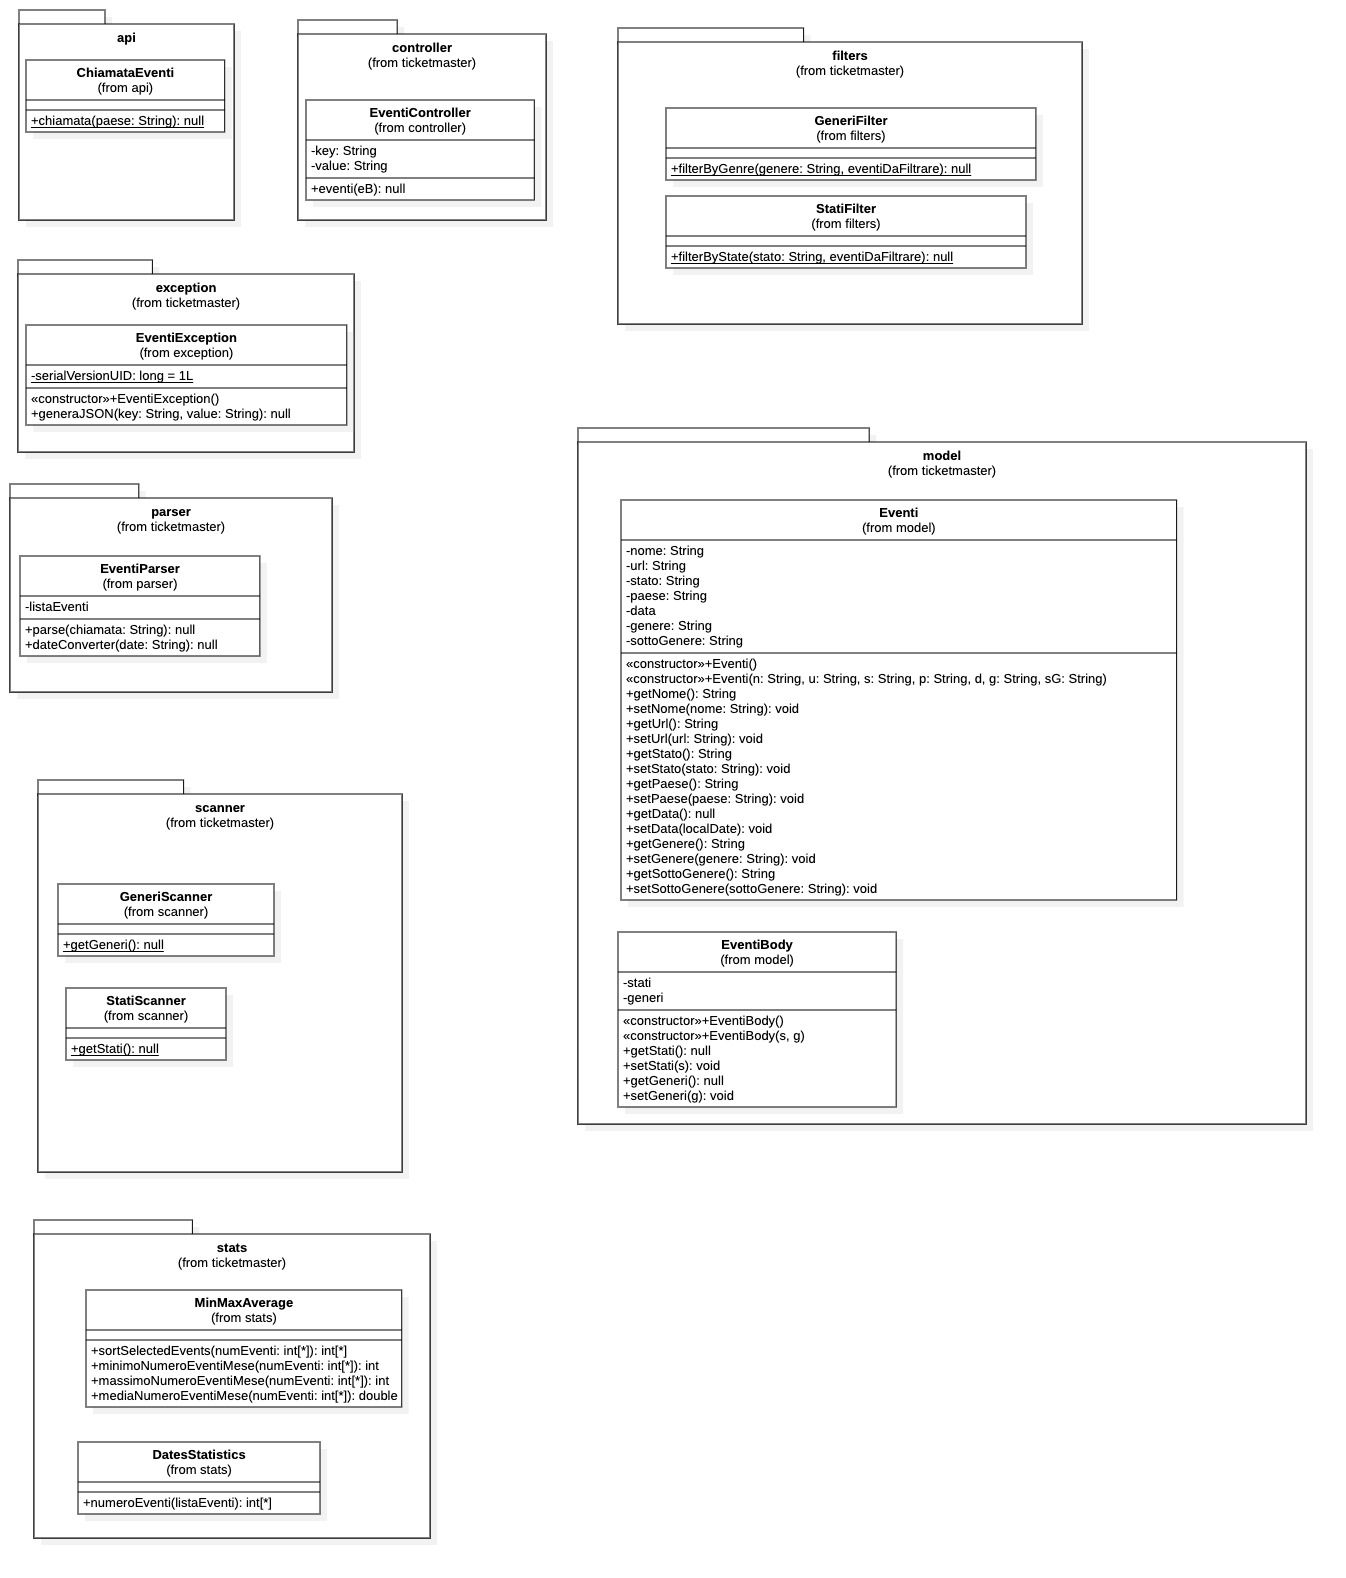 api
ChiamataEventi
(from api)
+chiamata(paese: String): null
controller
(from ticketmaster)
EventiController
(from controller)
-key: String
-value: String
+eventi(eB): null
filters
(from ticketmaster)
GeneriFilter
(from filters)
+filterByGenre(genere: String, eventiDaFiltrare): null
StatiFilter
(from filters)
+filterByState(stato: String, eventiDaFiltrare): null
exception
(from ticketmaster)
EventiException
(from exception)
-serialVersionUID: long = 1L
«constructor»+EventiException()
+generaJSON(key: String, value: String): null
parser
(from ticketmaster)
EventiParser
(from parser)
-listaEventi
+parse(chiamata: String): null
+dateConverter(date: String): null
model
(from ticketmaster)
Eventi
(from model)
-nome: String
-url: String
-stato: String
-paese: String
-data
-genere: String
-sottoGenere: String
«constructor»+Eventi()
«constructor»+Eventi(n: String, u: String, s: String, p: String, d, g: String, sG: String)
+getNome(): String
+setNome(nome: String): void
+getUrl(): String
+setUrl(url: String): void
+getStato(): String
+setStato(stato: String): void
+getPaese(): String
+setPaese(paese: String): void
+getData(): null
+setData(localDate): void
+getGenere(): String
+setGenere(genere: String): void
+getSottoGenere(): String
+setSottoGenere(sottoGenere: String): void
EventiBody
(from model)
-stati
-generi
«constructor»+EventiBody()
«constructor»+EventiBody(s, g)
+getStati(): null
+setStati(s): void
+getGeneri(): null
+setGeneri(g): void
scanner
(from ticketmaster)
GeneriScanner
(from scanner)
+getGeneri(): null
StatiScanner
(from scanner)
+getStati(): null
stats
(from ticketmaster)
MinMaxAverage
(from stats)
+sortSelectedEvents(numEventi: int[*]): int[*]
+minimoNumeroEventiMese(numEventi: int[*]): int
+massimoNumeroEventiMese(numEventi: int[*]): int
+mediaNumeroEventiMese(numEventi: int[*]): double
DatesStatistics
(from stats)
+numeroEventi(listaEventi): int[*]